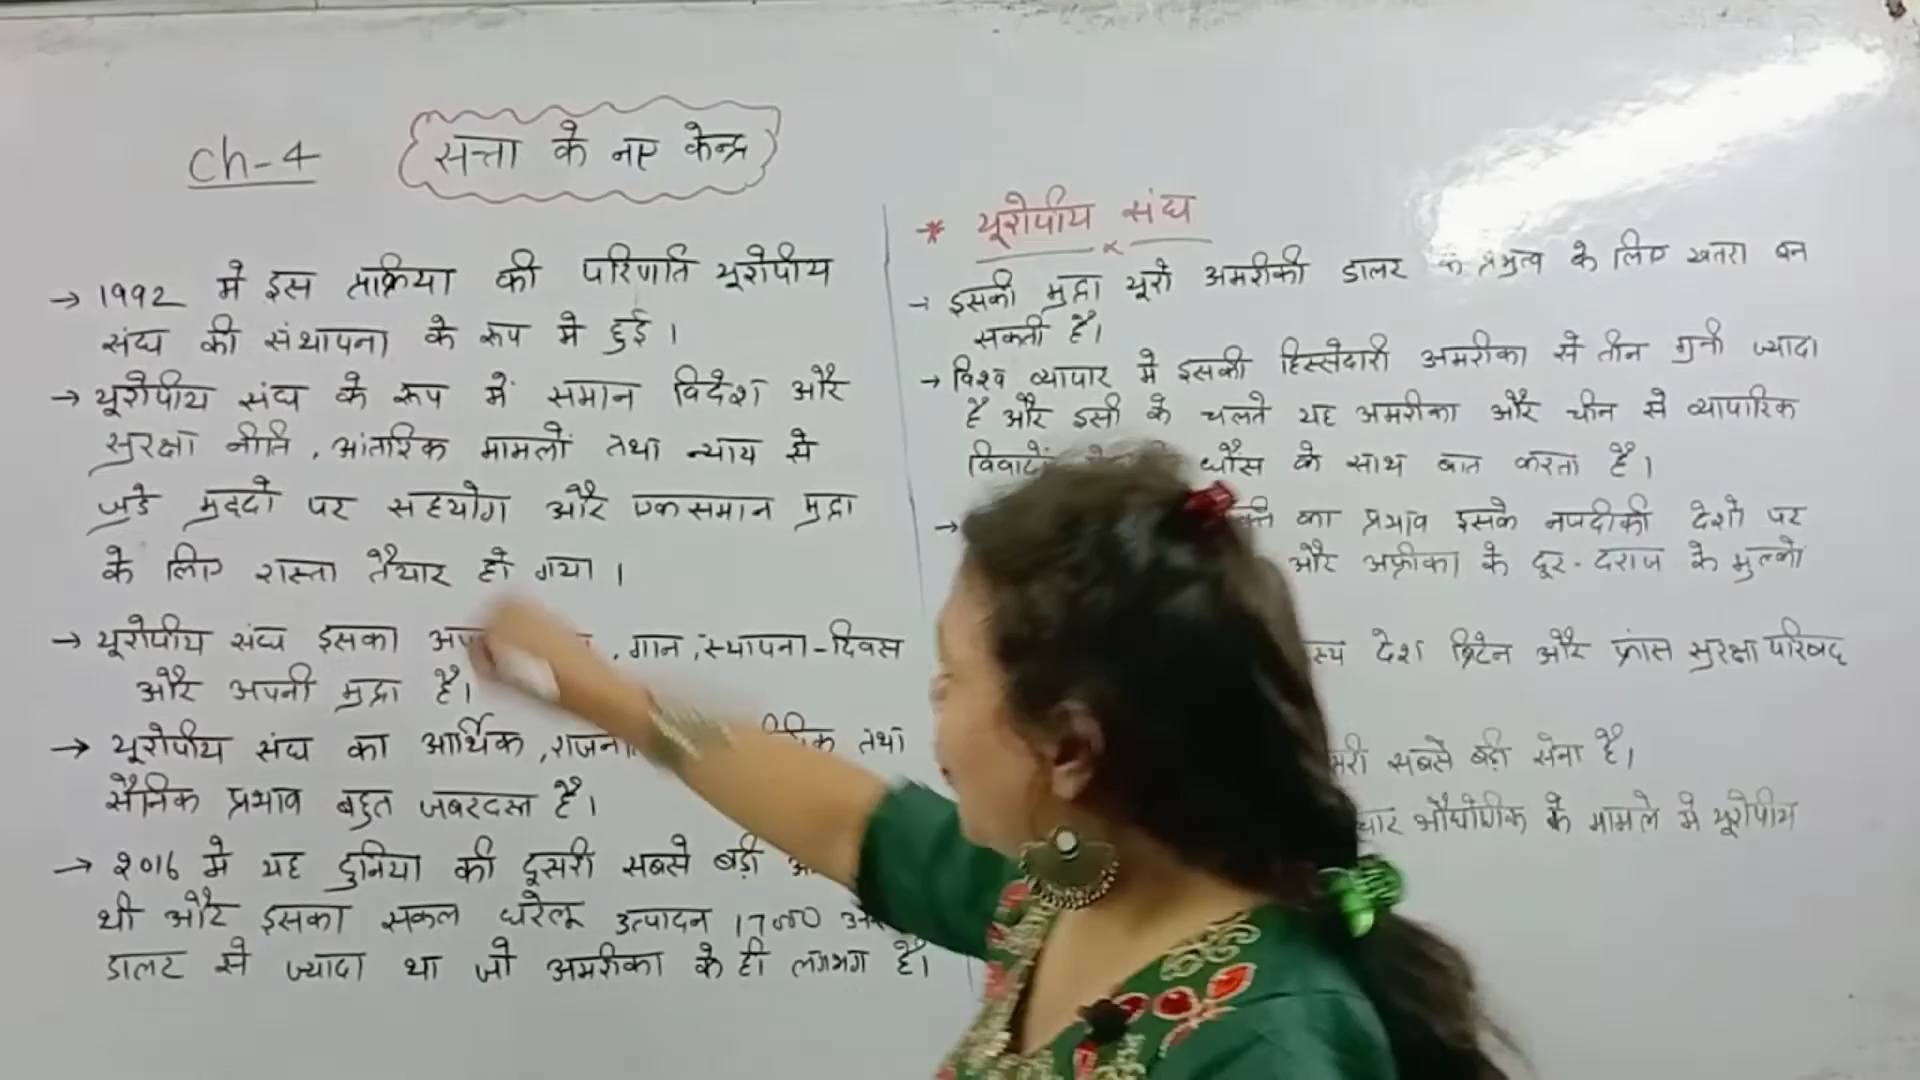 Ch-4
सत्ता के नए केन्द्र
→ 1992 मे इस प्रक्रिया की परिणति यूरोपीय
संघ की संथापना के रूप मे हुई।
→ यूरोपीय संघ के रूप में समान विदेश और
सुरक्षा नीति, आंतरिक मामलों तथा न्याय से
जुडे मुद्दो पर सहयोग और एकसमान मुद्रा
के लिए रास्ता तैयार हो गया।
→ यूरोपीय संघ इसका , गान, स्थापना-दिवस
और अपनी मुद्रा है।
→ यूरोपीय संघ का आर्थिक, तथा
सैनिक प्रभाव बहुत जबरदस्त है।
→ 2016 मे यह दुनिया की दूसरी सबसे बड़ी
थी और इसका सकल घरेलू उत्पादन 17000
डालर से ज्यादा था जो अमरीका के ही लगभग है।
* यूरोपीय संघ
→ इसकी मुद्रा यूरो अमरीकी डालर के प्रभुत्व के लिए खतरा बन
सकती है।
→ विश्व व्यापार मे इसकी हिस्सेदारी अमरीका से तीन गुनी ज्यादा
है और इसी के चलते यह अमरीका और चीन से व्यापारिक
धौंस के साथ बात करता है।
→ का प्रभाव इसके नजदीकी देशो पर
और अफ्रीका के दूर-दराज के मुल्को
देश ब्रिटेन और फ्रांस सुरक्षा परिषद
सबसे बड़ी सेना है।
के मामले मे यूरोपीय